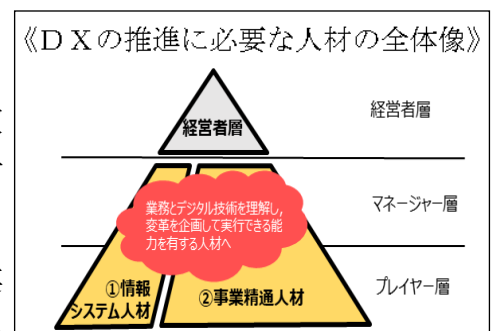 《ＤＸの推進に必要な人材の全体像》
経営者層
経営者層
マネージャー層
業務とデジタル技術を理解し,
変革を企画して実行できる能
力を有する人材へ
プレイヤー層
①情報
システム人材
②事業精通人材